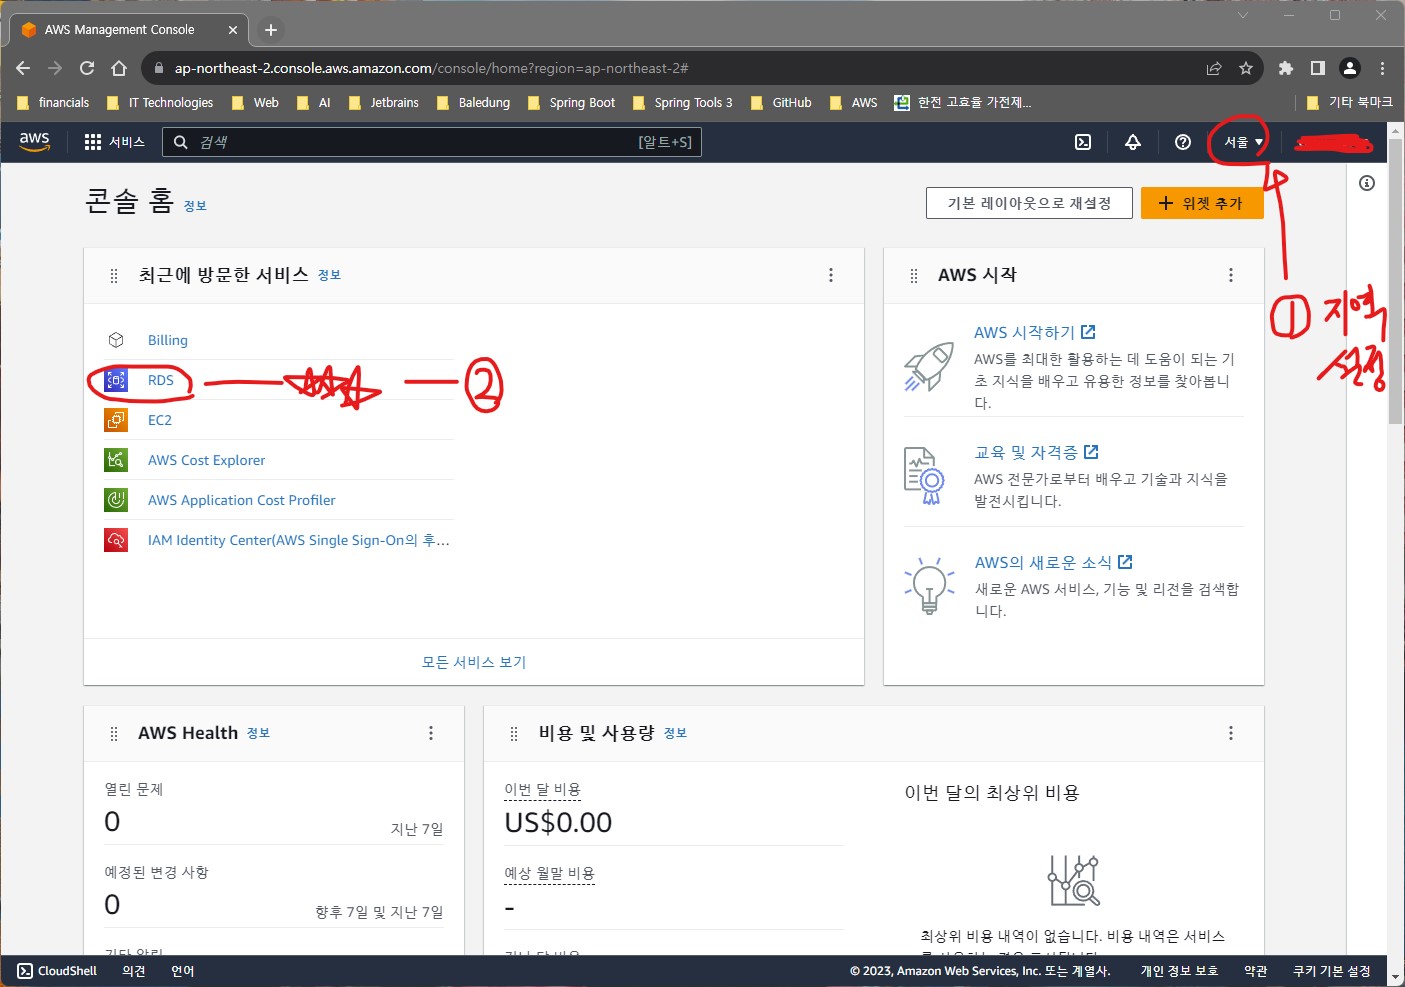 AWS Management Console
ap-northeast-2.console.aws.amazon.com/console/home?region=ap-northeast-2#
financials IT Technologies Web AI Jetbrains Baledung Spring Boot Spring Tools 3 GitHub AWS 한전 고효율 가전제... 기타 북마크
aws 서비스 검색 [알트+S] 서울
콘솔 홈 정보
기본 레이아웃으로 재설정
위젯 추가
최근에 방문한 서비스 정보
Billing
RDS
②
EC2
AWS Cost Explorer
AWS Application Cost Profiler
IAM Identity Center(AWS Single Sign-On의 후...
모든 서비스 보기
AWS 시작
AWS 시작하기
AWS를 최대한 활용하는 데 도움이 되는 기
초 지식을 배우고 유용한 정보를 찾아봅니
다.
교육 및 자격증
AWS 전문가로부터 배우고 기술과 지식을
발전시킵니다.
AWS의 새로운 소식
새로운 AWS 서비스, 기능 및 리전을 검색합
니다.
① 지역
설정
AWS Health 정보
열린 문제
0
지난 7일
예정된 변경 사항
0
향후 7일 및 지난 7일
기타 알림
비용 및 사용량 정보
이번 달 비용
US$0.00
예상 월말 비용
-
지난 달 비용
이번 달의 최상위 비용
최상위 비용 내역이 없습니다. 비용 내역은 서비스
CloudShell 의견 언어
© 2023, Amazon Web Services, Inc. 또는 계열사. 개인 정보 보호 약관 쿠키 기본 설정